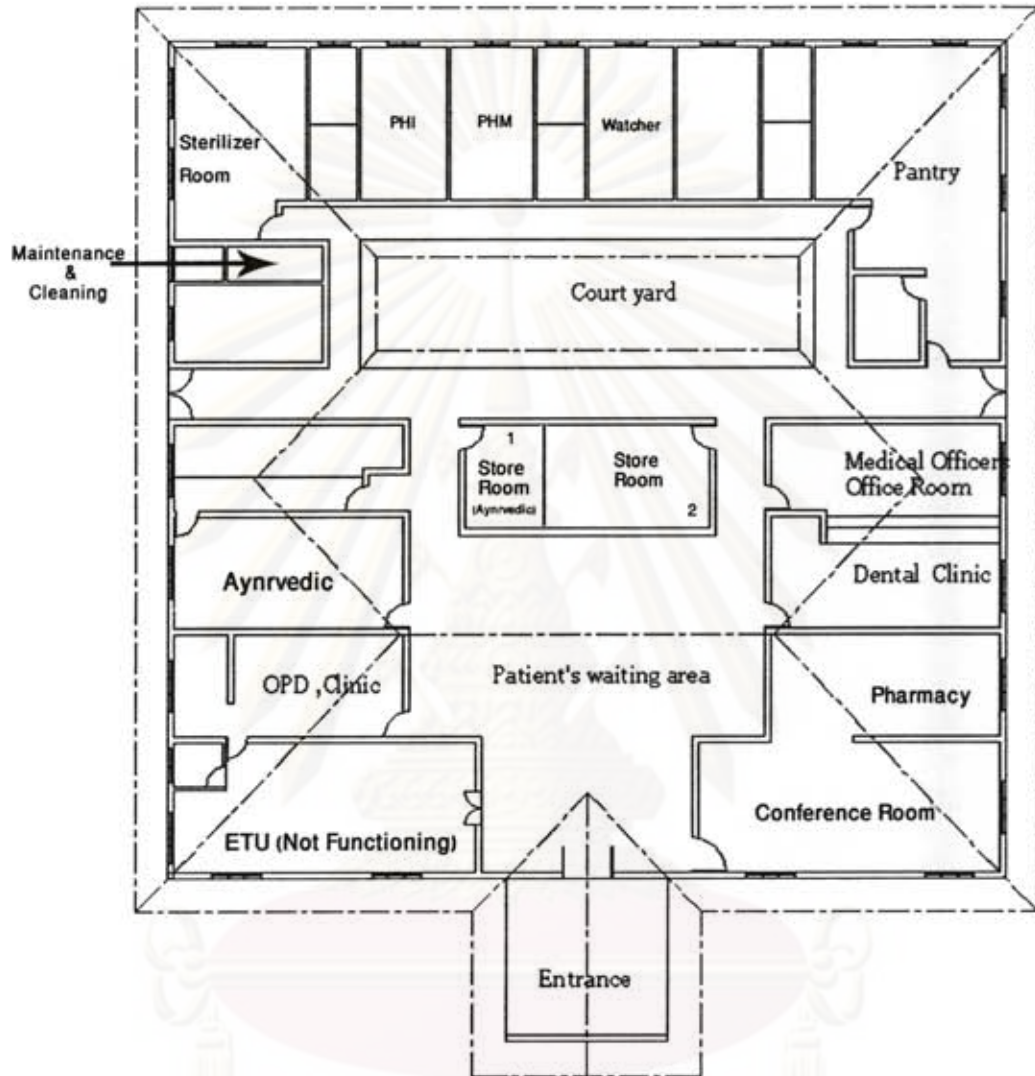 PHI
PHM
Watcher
Sterilizer
Room
Pantry
Maintenance
&
Cleaning
Court yard
1
Store
Room
(Aynrvedic)
Store
Room
2
Medical Officers
Office Room
Aynrvedic
Dental Clinic
OPD ,Clinic
Patient's waiting area
Pharmacy
ETU (Not Functioning)
Conference Room
Entrance